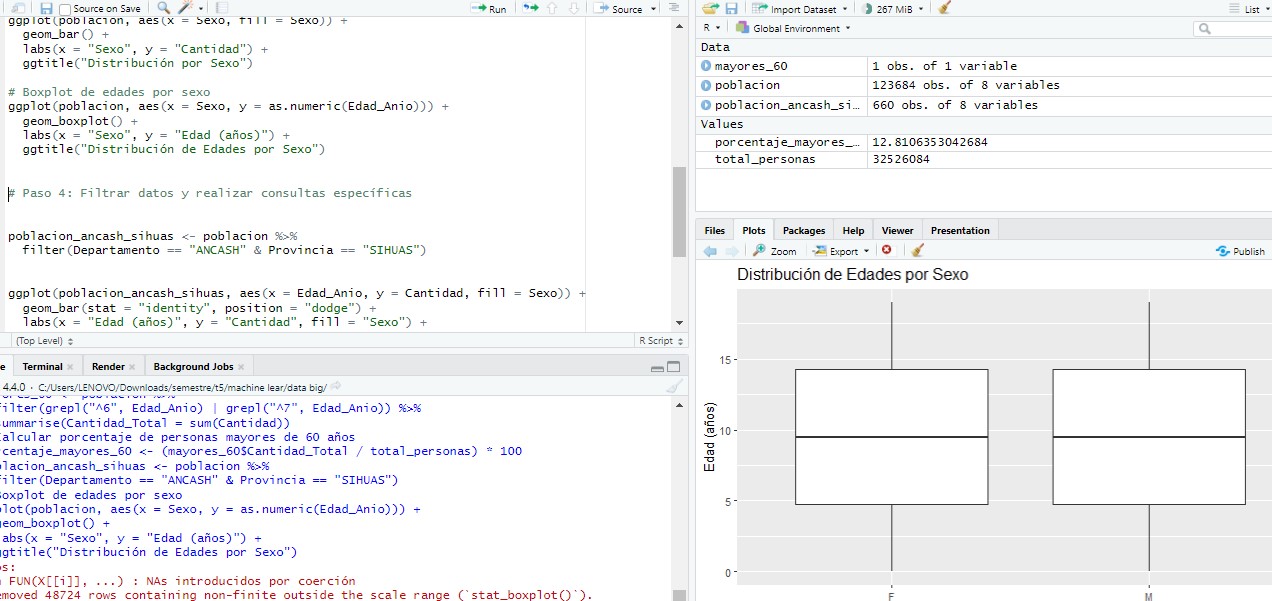 Source on Save
Run
Source
ggplot(poblacion, aes(x = Sexo, fill = Sexo)) +
geom_bar() +
labs(x = "Sexo", y = "Cantidad") +
ggtitle("Distribución por Sexo")
# Boxplot de edades por sexo
ggplot(poblacion, aes(x = Sexo, y = as.numeric(Edad_Anio))) +
geom_boxplot() +
labs(x = "Sexo", y = "Edad (años)") +
ggtitle("Distribución de Edades por Sexo")
# Paso 4: Filtrar datos y realizar consultas específicas
poblacion_ancash_sihuas <- poblacion %>%
filter(Departamento == "ANCASH" & Provincia == "SIHUAS")
ggplot(poblacion_ancash_sihuas, aes(x = Edad_Anio, y = Cantidad, fill = Sexo)) +
geom_bar(stat = "identity", position = "dodge") +
labs(x = "Edad (años)", y = "Cantidad", fill = "Sexo") +
(Top Level)
R Script
e Terminal Render Background Jobs
4.4.0 · C:/Users/LENOVO/Downloads/semestre/t5/machine lear/data big/
ores_60 <- poblacion %>%
filter(grepl("^6", Edad_Anio) | grepl("^7", Edad_Anio)) %>%
summarise(Cantidad_Total = sum(Cantidad))
Calcular porcentaje de personas mayores de 60 años
rcentaje_mayores_60 <- (mayores_60$Cantidad_Total / total_personas) * 100
blacion_ancash_sihuas <- poblacion %>%
filter(Departamento == "ANCASH" & Provincia == "SIHUAS")
Boxplot de edades por sexo
plot(poblacion, aes(x = Sexo, y = as.numeric(Edad_Anio))) +
geom_boxplot() +
labs(x = "Sexo", y = "Edad (años)") +
ggtitle("Distribución de Edades por Sexo")
os:
n FUN(X[[i]], ...) : NAs introducidos por coerción
emoved 48724 rows containing non-finite outside the scale range (`stat_boxplot()`).
Import Dataset
267 MiB
List
R
Global Environment
Data
mayores_60 1 obs. of 1 variable
poblacion 123684 obs. of 8 variables
poblacion_ancash_si… 660 obs. of 8 variables
Values
porcentaje_mayores_… 12.8106353042684
total_personas 32526084
Files Plots Packages Help Viewer Presentation
Zoom Export Publish
Distribución de Edades por Sexo
Edad (años)
15
10
5
0
F M